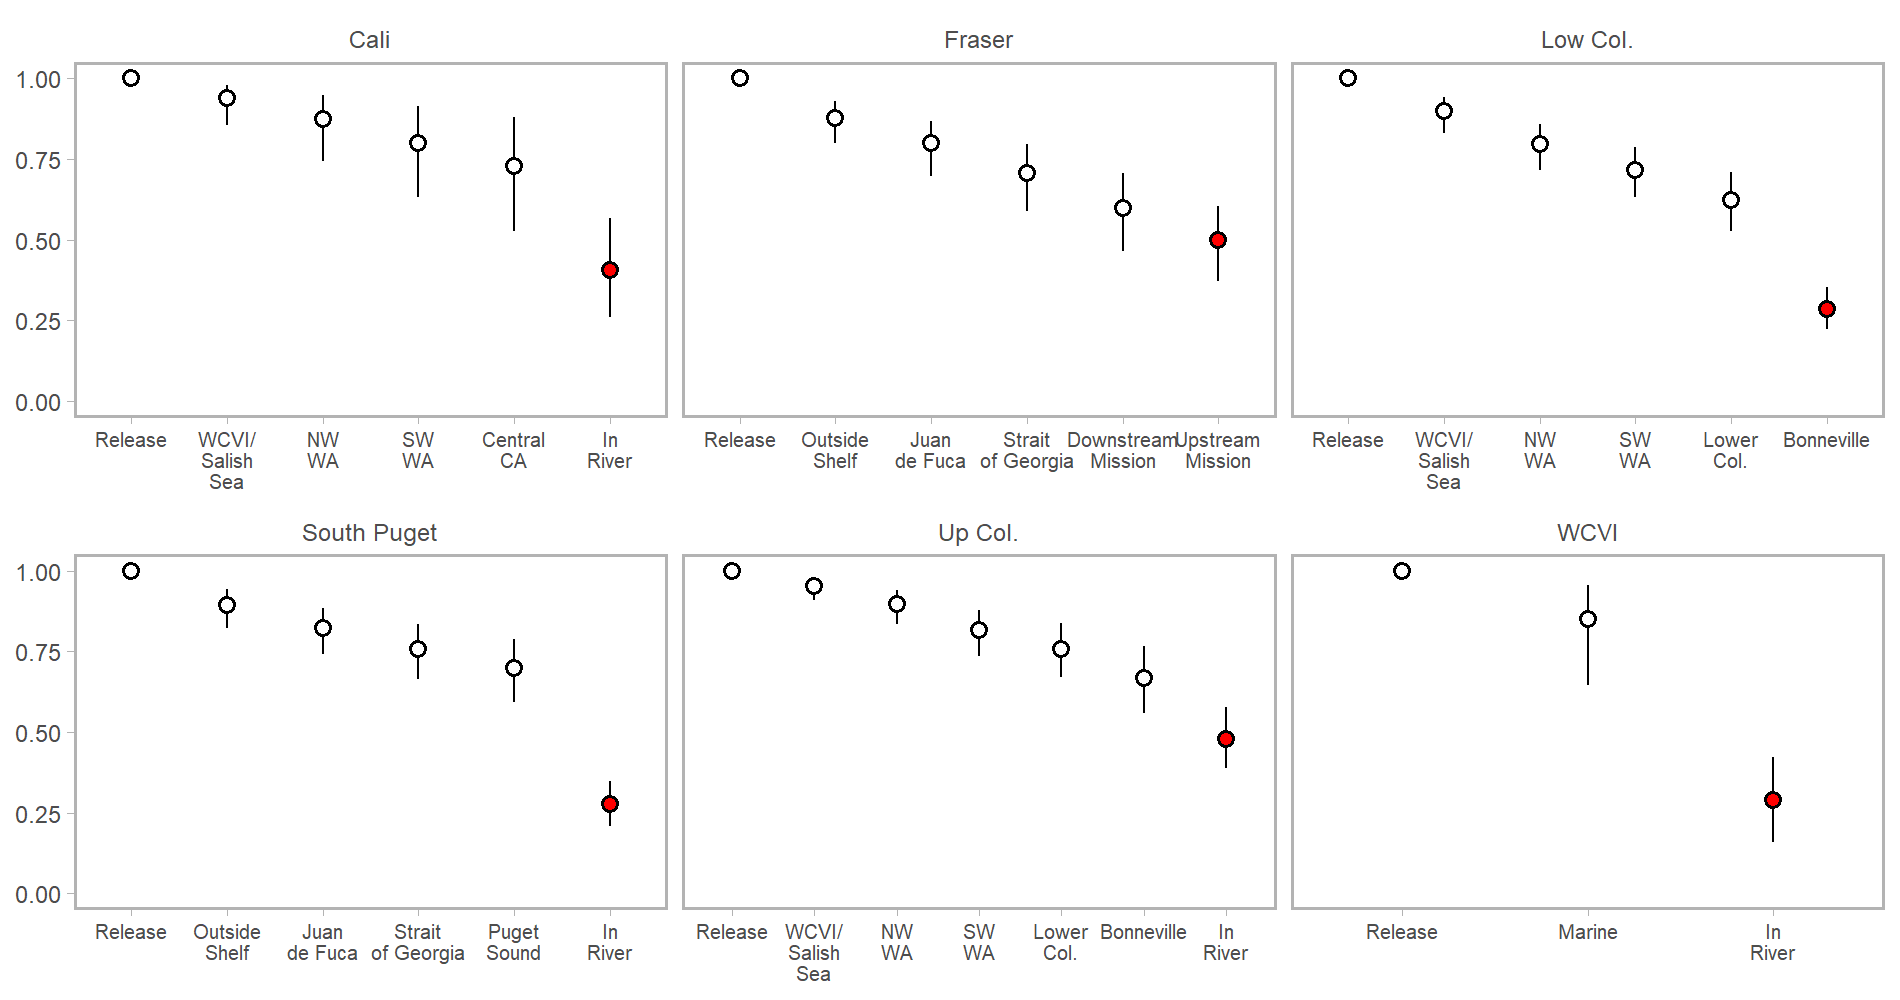 Cali
Fraser
Low Col.
1.00
0.75
0.50
0.25
0.00
Release
WCVI/
Salish
Sea
NW
WA
SW
WA
Central
CA
In
River
Release
Outside
Shelf
Juan
de Fuca
Strait
of Georgia
Downstream
Mission
Upstream
Mission
Release
WCVI/
Salish
Sea
NW
WA
SW
WA
Lower
Col.
Bonneville
South Puget
Up Col.
WCVI
1.00
0.75
0.50
0.25
0.00
Release
Outside
Shelf
Juan
de Fuca
Strait
of Georgia
Puget
Sound
In
River
Release
WCVI/
Salish
Sea
NW
WA
SW
WA
Lower
Col.
Bonneville
In
River
Release
Marine
In
River